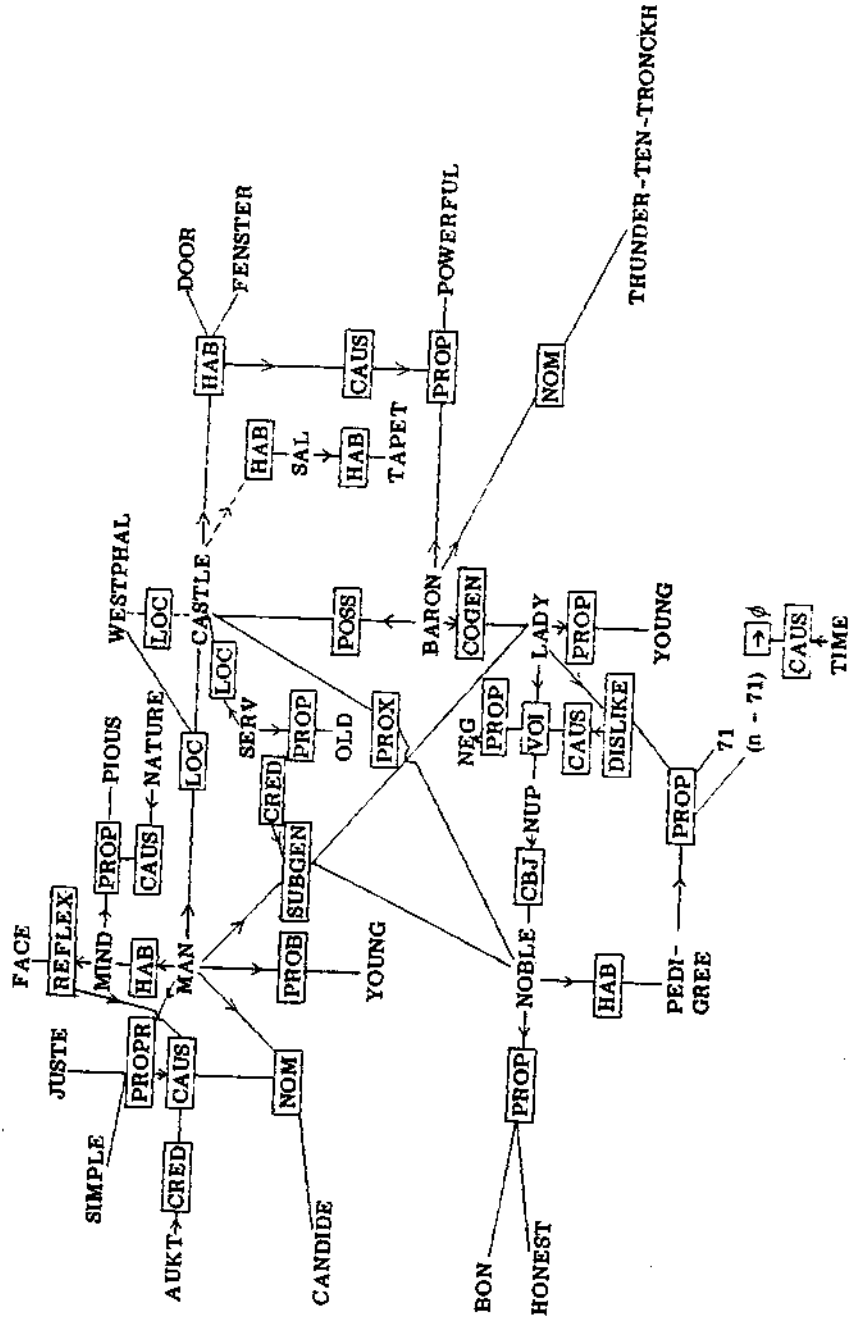 FACE
JUSTE REFLEX
SIMPLE MIND PROP PIOUS WESTPHAL
PROPR HAB CAUS NATURE LOC DOOR
AUKT CRED CAUS MAN LOC CASTLE HAB
LOC FENSTER
SERV HAB
CRED
NOM PROB SUBGEN PROP SAL
CANDIDE OLD POSS HAB CAUS
YOUNG PROX TAPET
BARON PROP POWERFUL
NEG COGEN
BON PROP
PROP NOBLE CBJ NUP VOI LADY NOM
HONEST CAUS PROP
HAB DISLIKE THUNDER-TEN-TRONCKH
PEDI- PROP YOUNG
GREE
71
(n - 71) → φ
CAUS
TIME